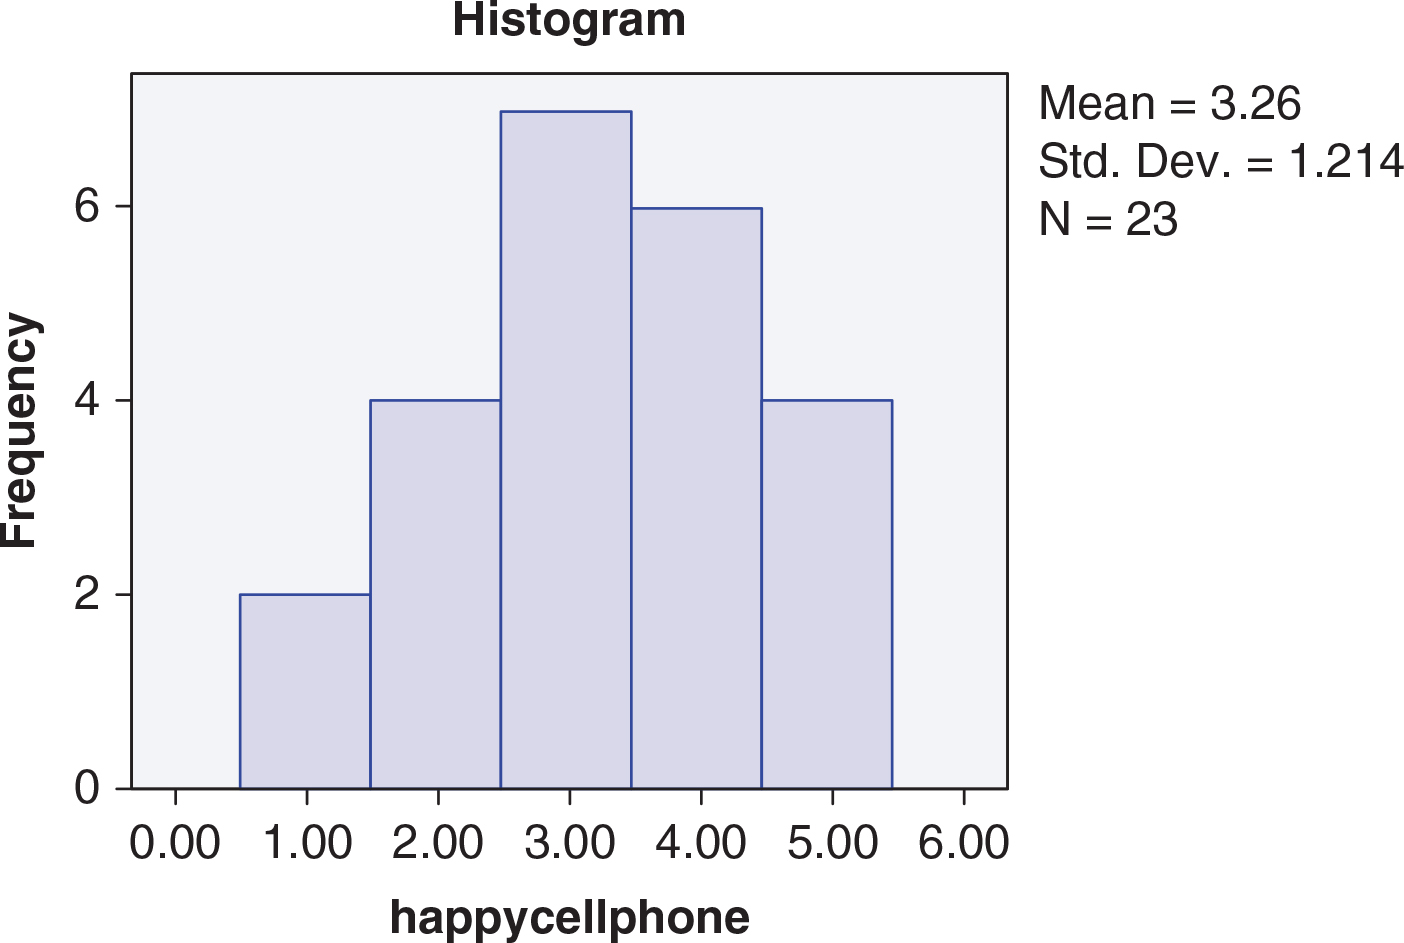 Histogram
Mean = 3.26
Std. Dev. = 1.214
N = 23
Frequency
6
4
2
0
0.00 1.00 2.00 3.00 4.00 5.00 6.00
happycellphone